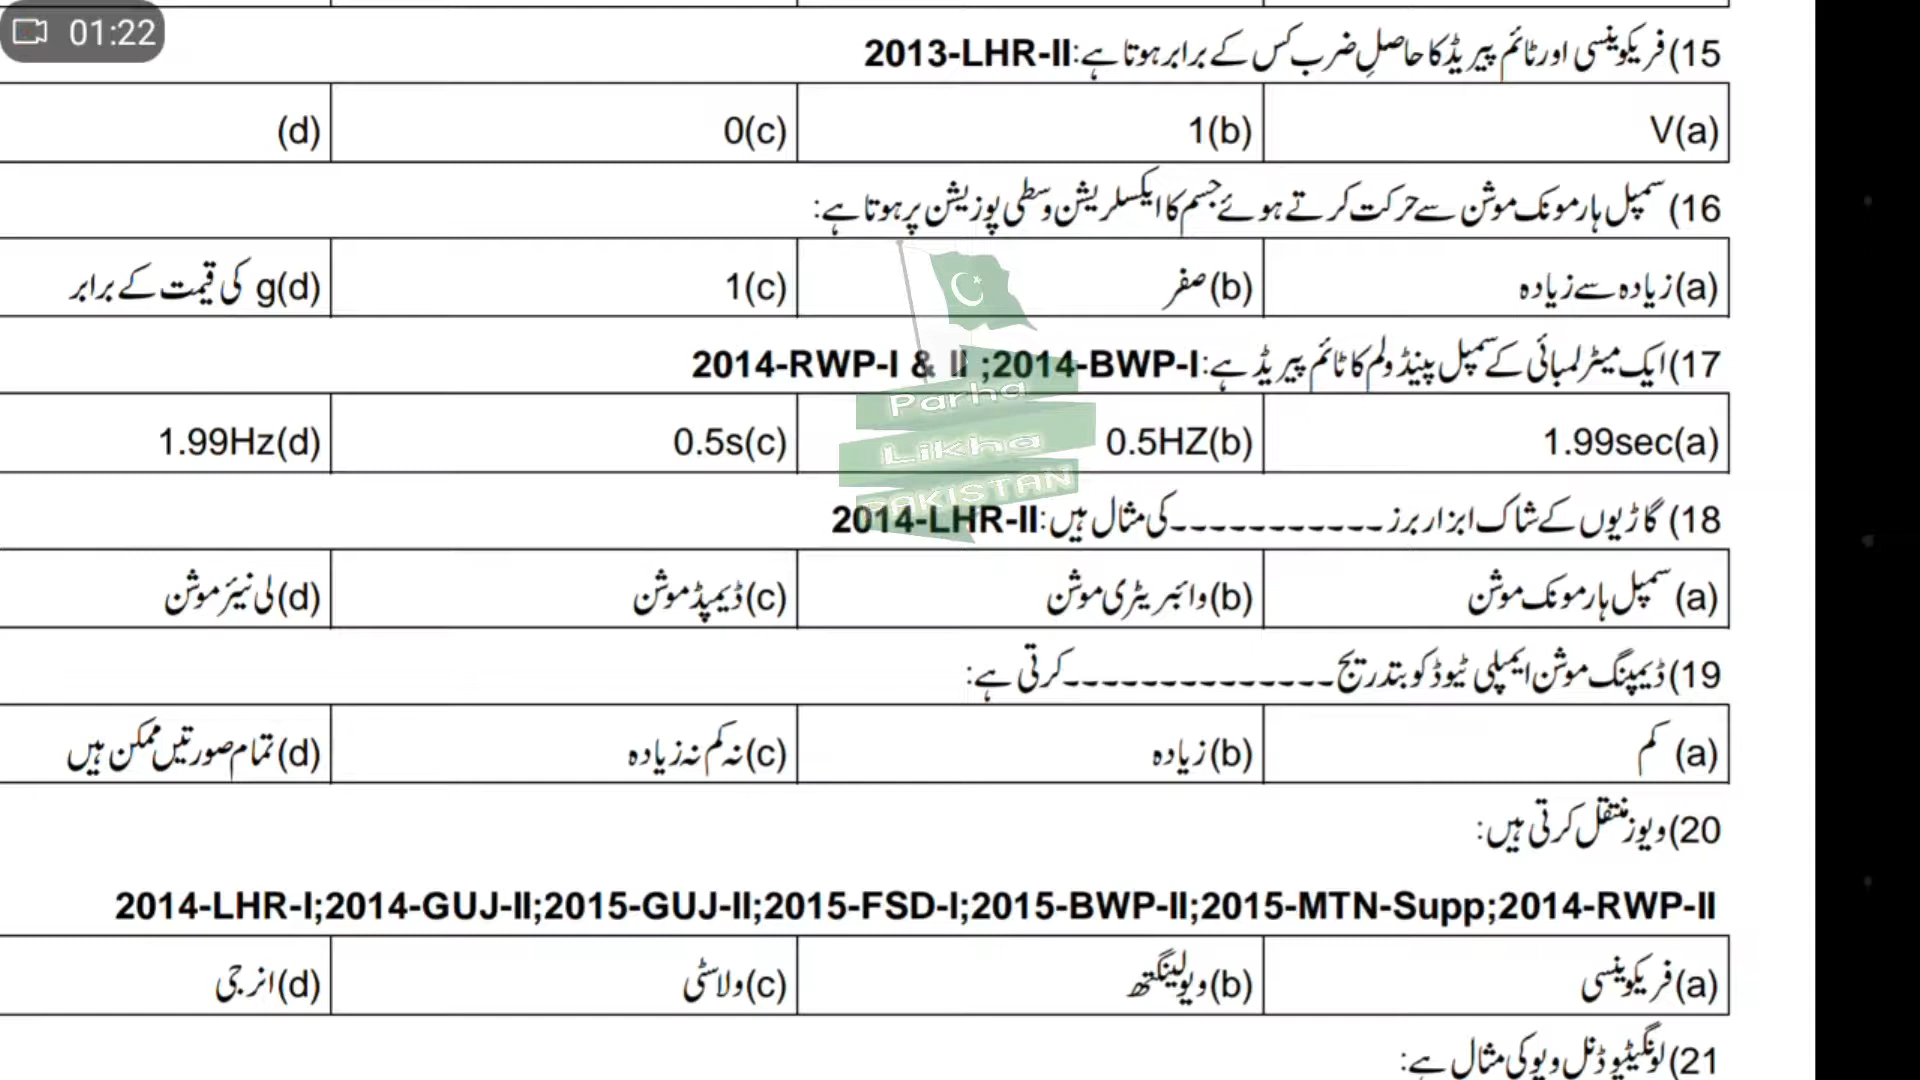 01:22
15) فریکوینسی اور ٹائم پیریڈ کا حاصلِ ضرب کس کے برابر ہوتا ہے: 2013-LHR-II
V(a) 1(b) 0(c) (d)
16) سمپل ہارمونک موشن سے حرکت کرتے ہوئے جسم کا ایکسلریشن وسطی پوزیشن پر ہوتا ہے:
(a) زیادہ سے زیادہ (b) صفر 1(c) g(d) کی قیمت کے برابر
17) ایک میٹر لمبائی کے سمپل پینڈولم کا ٹائم پیریڈ ہے: 2014-RWP-I & II ;2014-BWP-I
1.99sec(a) 0.5HZ(b) 0.5s(c) 1.99Hz(d)
Parha
Likha
PAKISTAN
18) گاڑیوں کے شاک ابزاربرز ----------- کی مثال ہیں: 2014-LHR-II
(a) سمپل ہارمونک موشن (b) وائبریٹری موشن (c) ڈیمپڈ موشن (d) لی نیئر موشن
19) ڈیمپنگ موشن ایمپلی ٹیوڈ کو بتدریج -------------- کرتی ہے:
(a) کم (b) زیادہ (c) نہ کم نہ زیادہ (d) تمام صورتیں ممکن ہیں
20) ویوز منتقل کرتی ہیں:
2014-LHR-I;2014-GUJ-II;2015-GUJ-II;2015-FSD-I;2015-BWP-II;2015-MTN-Supp;2014-RWP-II
(a) فریکوینسی (b) ویولینگتھ (c) ولاسٹی (d) انرجی
21) لونگیٹیوڈنل ویو کی مثال ہے: